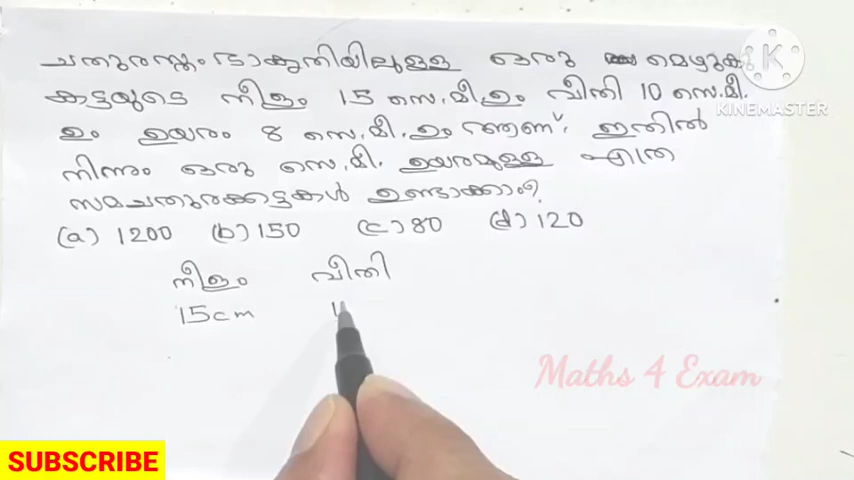 ചതുരസ്തംഭാകൃതിയിലുള്ള ഒരു മെഴുകു
കട്ടയുടെ നീളം 15 സെ.മീളം വീതി 10 സെ.മീ.
ഉം ഉയരം 8 സെ.മീ.ഉം ആണ്. ഇതിൽ
നിന്നും ഒരു സെ.മീ. ഉയരമുള്ള എത്ര
സമചതുരക്കട്ടകൾ ഉണ്ടാക്കാം?
(a) 1200 (b) 150 (c) 80 (d) 120
നീളം വീതി
15cm
K
KINEMASTER
Maths 4 Exam
SUBSCRIBE